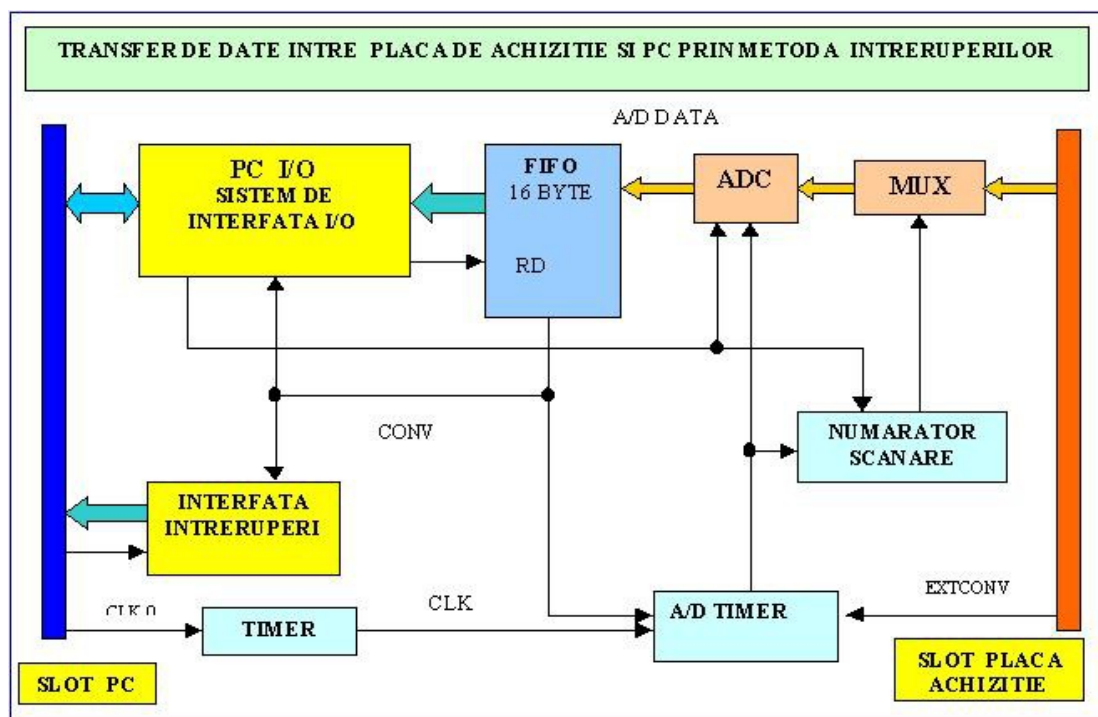 TRANSFER DE DATE INTRE PLACA DE ACHIZITIE SI PC PRIN METODA INTRERUPERILOR
A/D DATA
PC I/O
SISTEM DE
INTERFATA I/O
FIFO
16 BYTE
RD
ADC
MUX
CONV
NUMARATOR
SCANARE
INTERFATA
INTRERUPERI
CLK 0
TIMER
CLK
A/D TIMER
EXTCONV
SLOT PC
SLOT PLACA
ACHIZITIE